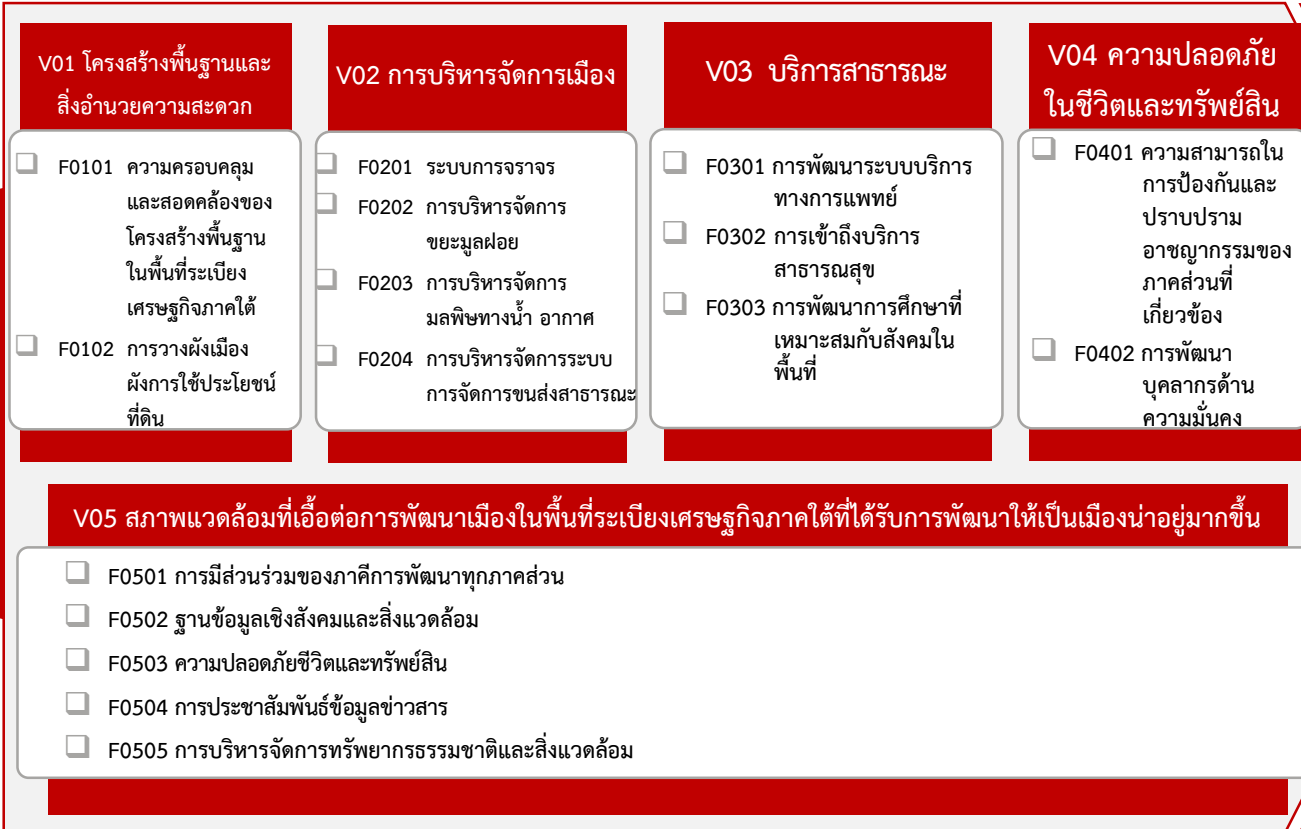 V01 โครงสร้างพื้นฐานและ
สิ่งอำนวยความสะดวก
F0101 ความครอบคลุม
และสอดคล้องของ
โครงสร้างพื้นฐาน
ในพื้นที่ระเบียง
เศรษฐกิจภาคใต้
F0102 การวางผังเมือง
ผังการใช้ประโยชน์
ที่ดิน
V02 การบริหารจัดการเมือง
F0201 ระบบการจราจร
F0202 การบริหารจัดการ
ขยะมูลฝอย
F0203 การบริหารจัดการ
มลพิษทางน้ำ อากาศ
F0204 การบริหารจัดการระบบ
การจัดการขนส่งสาธารณะ
V03 บริการสาธารณะ
F0301 การพัฒนาระบบบริการ
ทางการแพทย์
F0302 การเข้าถึงบริการ
สาธารณสุข
F0303 การพัฒนาการศึกษาที่
เหมาะสมกับสังคมใน
พื้นที่
V04 ความปลอดภัย
ในชีวิตและทรัพย์สิน
F0401 ความสามารถใน
การป้องกันและ
ปราบปราม
อาชญากรรมของ
ภาคส่วนที่
เกี่ยวข้อง
F0402 การพัฒนา
บุคลากรด้าน
ความมั่นคง
V05 สภาพแวดล้อมที่เอื้อต่อการพัฒนาเมืองในพื้นที่ระเบียงเศรษฐกิจภาคใต้ที่ได้รับการพัฒนาให้เป็นเมืองน่าอยู่มากขึ้น
F0501 การมีส่วนร่วมของภาคีการพัฒนาทุกภาคส่วน
F0502 ฐานข้อมูลเชิงสังคมและสิ่งแวดล้อม
F0503 ความปลอดภัยชีวิตและทรัพย์สิน
F0504 การประชาสัมพันธ์ข้อมูลข่าวสาร
F0505 การบริหารจัดการทรัพยากรธรรมชาติและสิ่งแวดล้อม